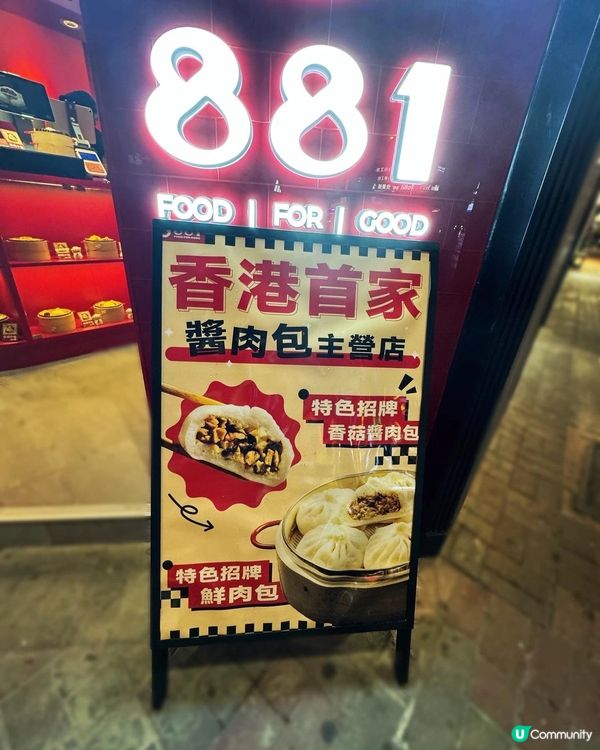 881
FOOD | FOR | GOOD
香港首家
醬肉包主營店
特色招牌
香菇醬肉包
特色招牌
鮮肉包
U Community